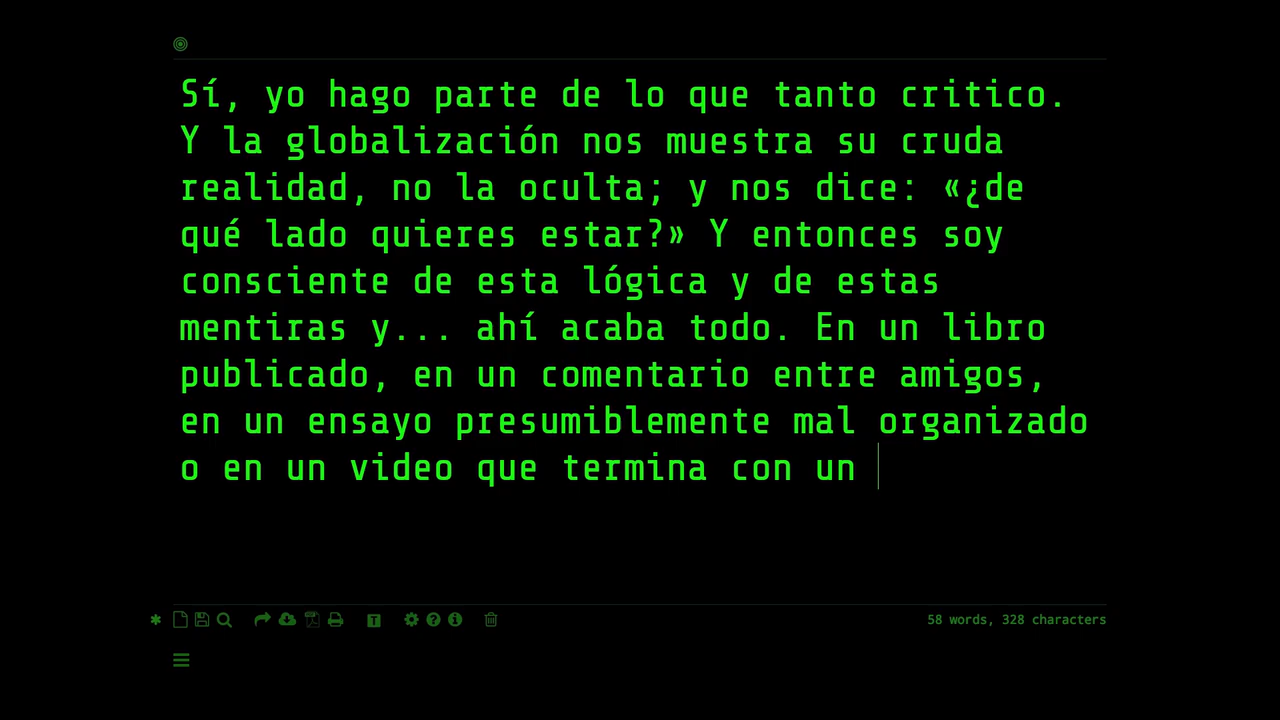 Sí, yo hago parte de lo que tanto critico.
Y la globalización nos muestra su cruda
realidad, no la oculta; y nos dice: «¿de
qué lado quieres estar?» Y entonces soy
consciente de esta lógica y de estas
mentiras y... ahí acaba todo. En un libro
publicado, en un comentario entre amigos,
en un ensayo presumiblemente mal organizado
o en un video que termina con un
58 words, 328 characters